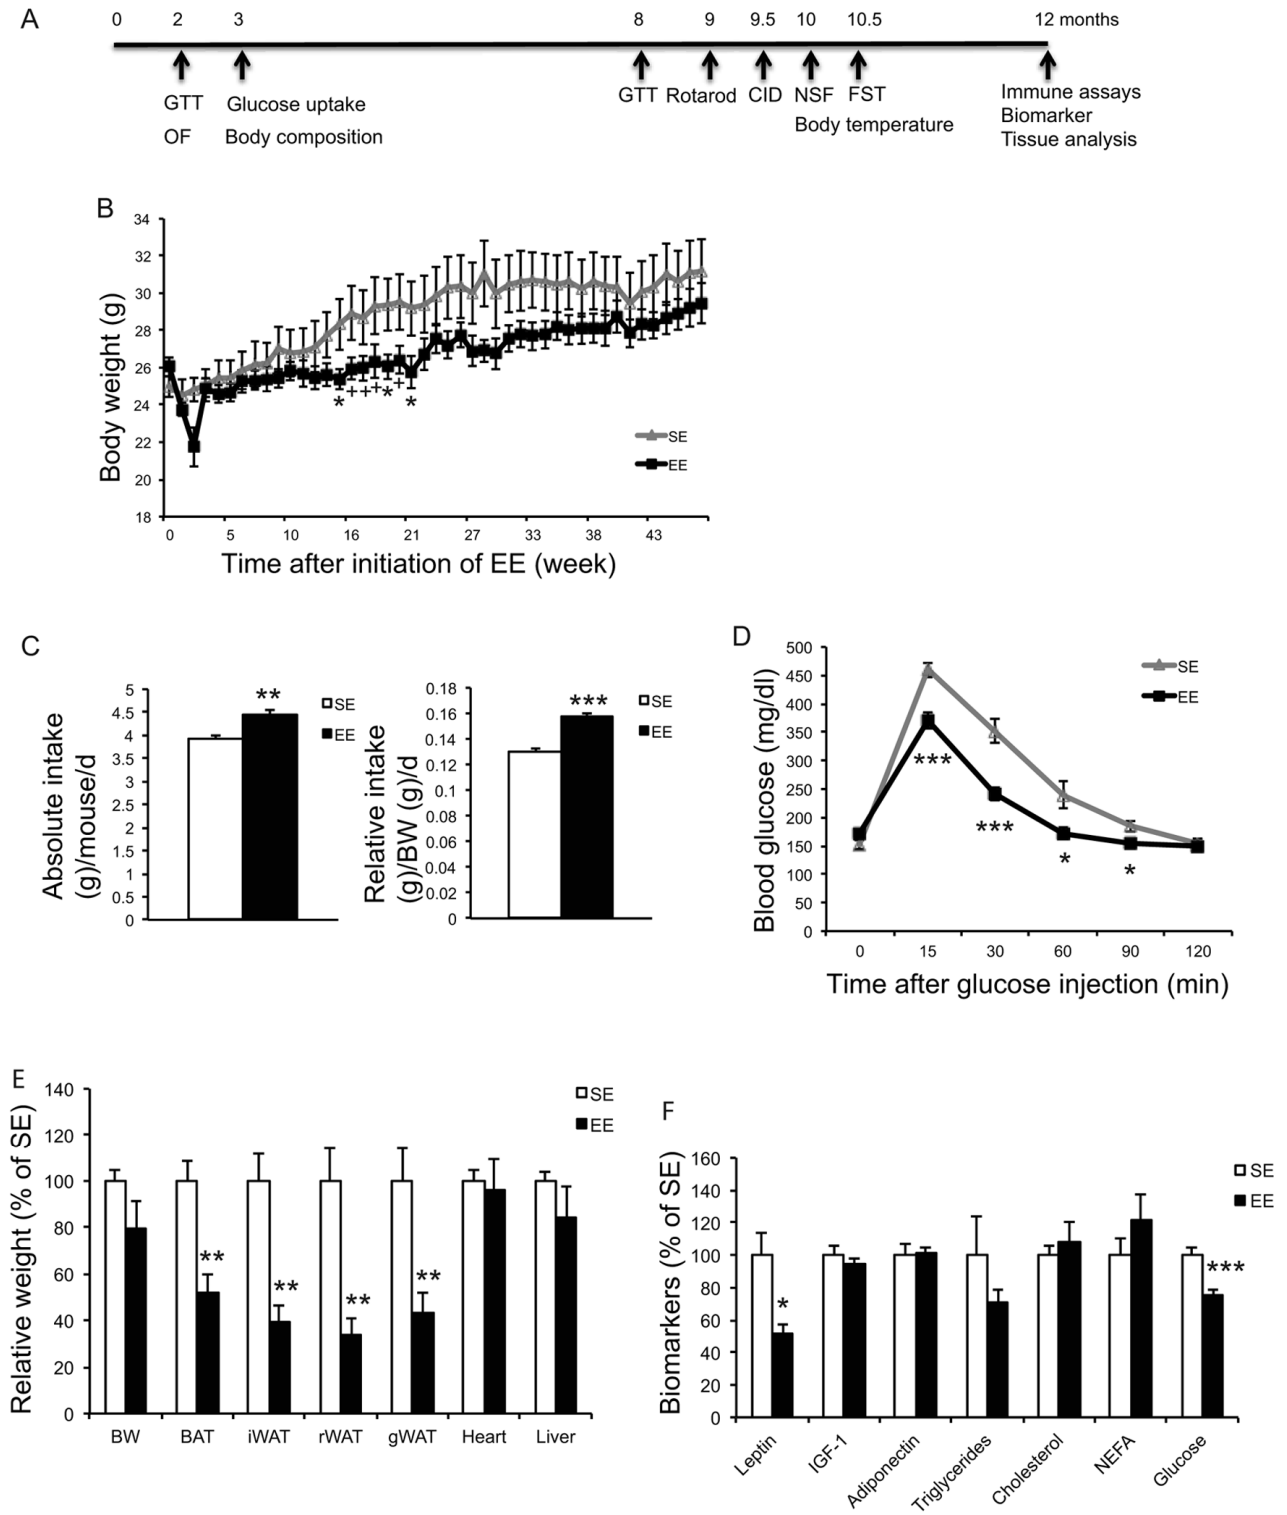 A
0 2 3 8 9 9.5 10 10.5 12 months
GTT Glucose uptake GTT Rotarod CID NSF FST Immune assays
OF Body composition Body temperature Biomarker
Tissue analysis
B
Body weight (g)
34
32
30
28
26
24
22
20
18
* ++ + * + *
SE
EE
0 5 10 16 21 27 33 38 43
Time after initiation of EE (week)
C
Absolute intake
(g)/mouse/d
5
4.5
4
3.5
3
2.5
2
1.5
1
0.5
0
**
SE
EE
Relative intake
(g)/BW (g)/d
0.18
0.16
0.14
0.12
0.1
0.08
0.06
0.04
0.02
0
***
SE
EE
D
Blood glucose (mg/dl)
500
450
400
350
300
250
200
150
100
50
0
SE
EE
***
***
*
*
0 15 30 60 90 120
Time after glucose injection (min)
E
Relative weight (% of SE)
140
120
100
80
60
40
20
0
SE
EE
** ** ** **
BW BAT iWAT rWAT gWAT Heart Liver
F
Biomarkers (% of SE)
160
140
120
100
80
60
40
20
0
SE
EE
* ***
Leptin
IGF-1
Adiponectin
Triglycerides
Cholesterol
NEFA
Glucose